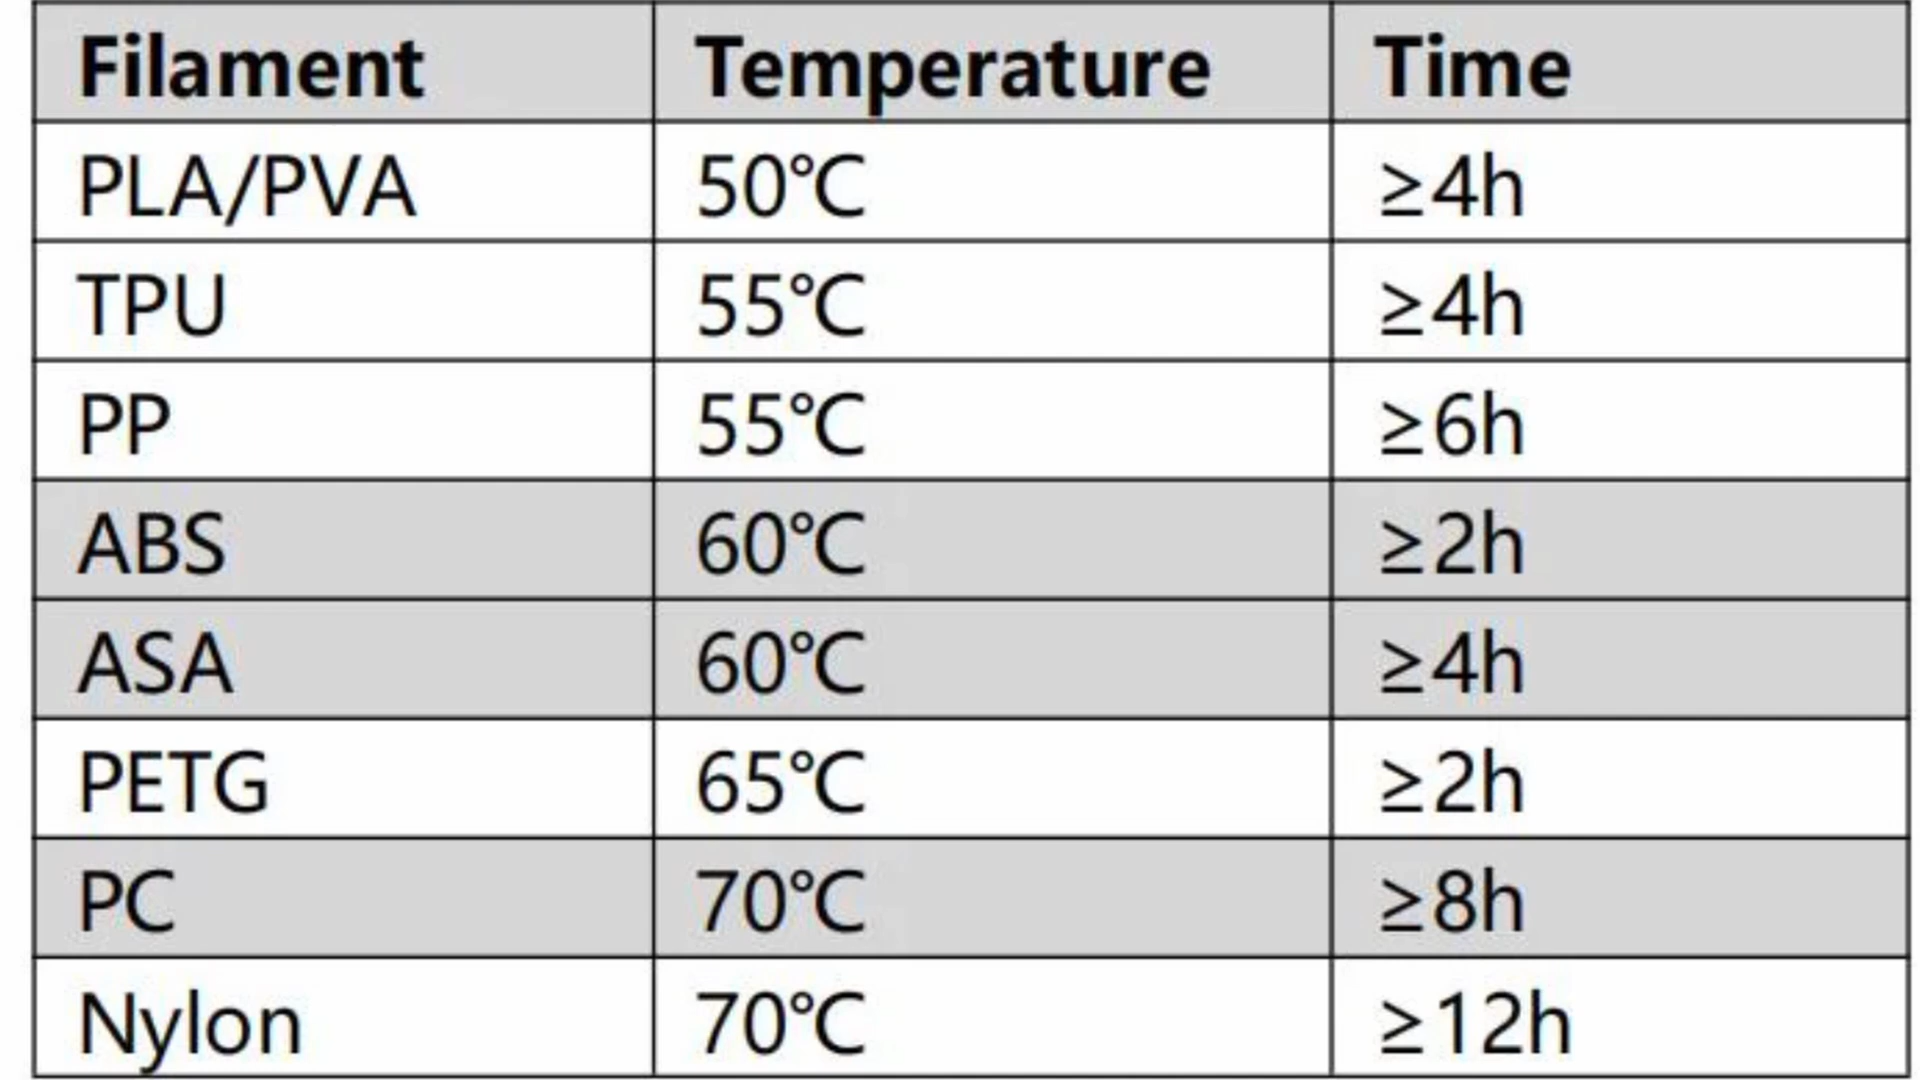 Filament Temperature Time
PLA/PVA 50℃ ≥4h
TPU 55℃ ≥4h
PP 55℃ ≥6h
ABS 60℃ ≥2h
ASA 60℃ ≥4h
PETG 65℃ ≥2h
PC 70℃ ≥8h
Nylon 70℃ ≥12h